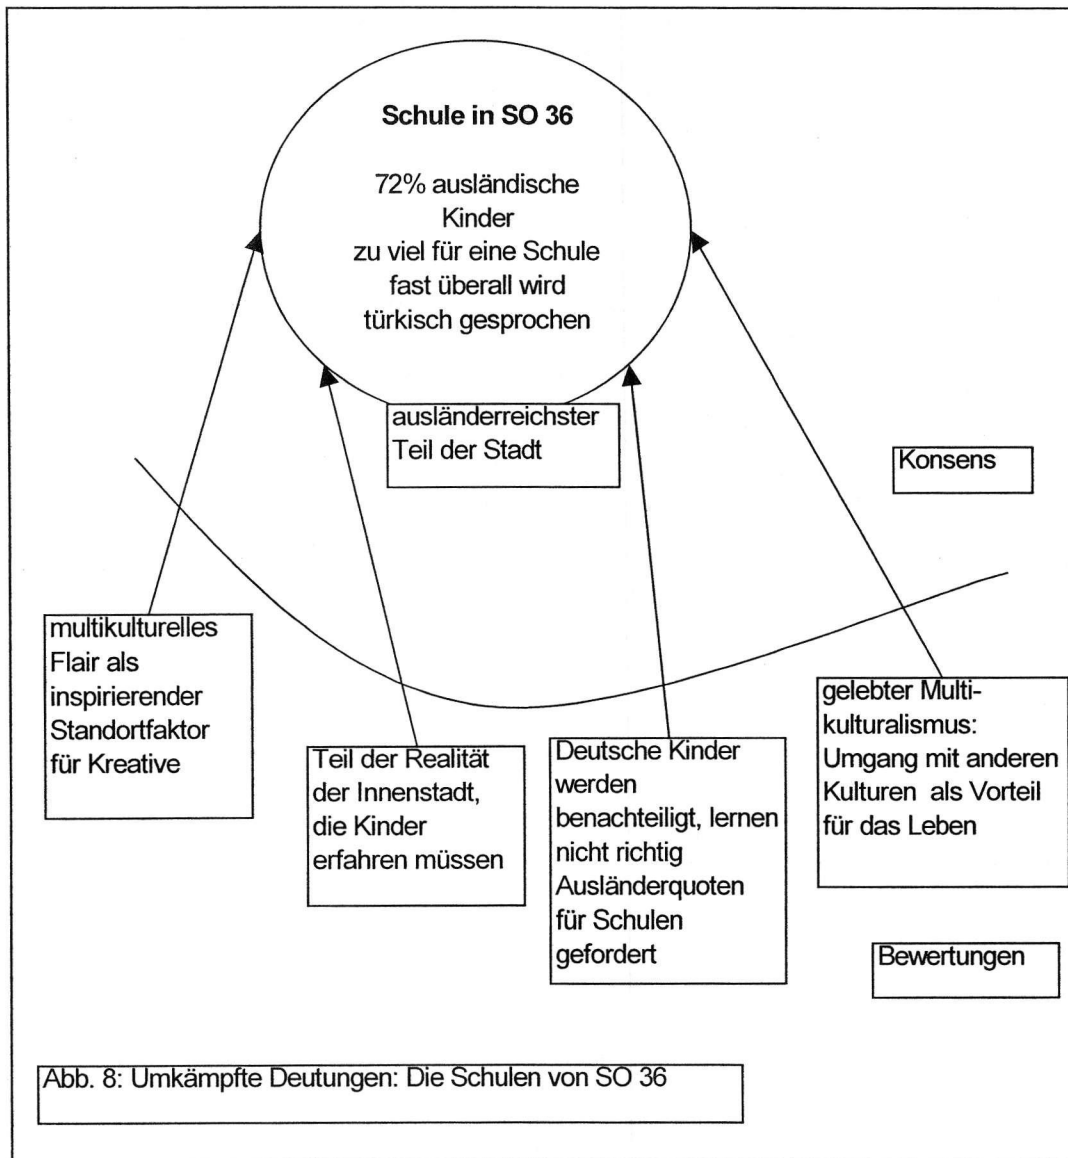 Schule in SO 36
72% ausländische
Kinder
zu viel für eine Schule
fast überall wird
türkisch gesprochen
ausländerreichster
Teil der Stadt
Konsens
multikulturelles
Flair als
inspirierender
Standortfaktor
für Kreative
Teil der Realität
der Innenstadt,
die Kinder
erfahren müssen
Deutsche Kinder
werden
benachteiligt, lernen
nicht richtig
Ausländerquoten
für Schulen
gefordert
gelebter Multi-
kulturalismus:
Umgang mit anderen
Kulturen als Vorteil
für das Leben
Bewertungen
Abb. 8: Umkämpfte Deutungen: Die Schulen von SO 36